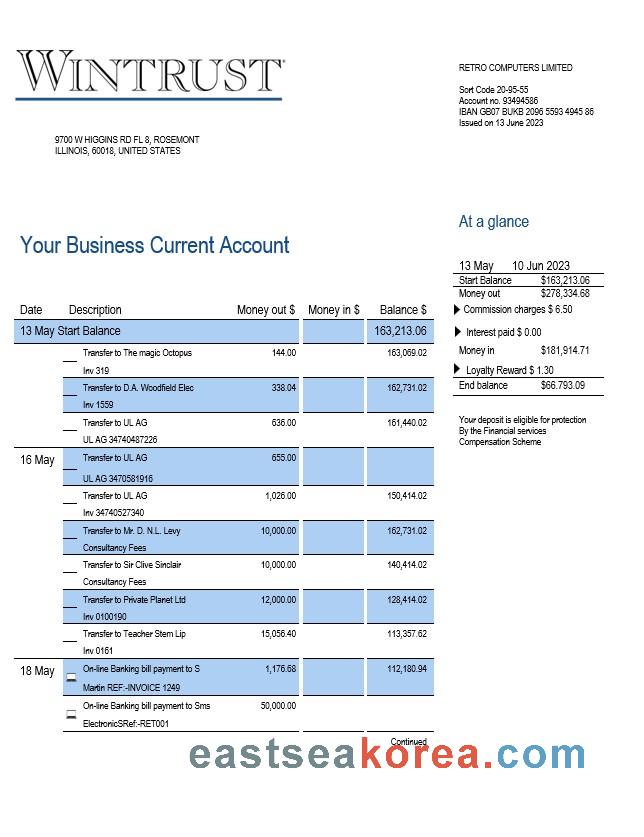 WINTRUST
RETRO COMPUTERS LIMITED
Sort Code 20-95-55
Account no. 93494586
IBAN GB07 BUKB 2096 5593 4945 86
Issued on 13 June 2023
9700 W HIGGINS RD FL 8, ROSEMONT
ILLINOIS, 60018, UNITED STATES
At a glance
Your Business Current Account
13 May 10 Jun 2023
Start Balance $163,213.06
Money out $278,334.68
Commission charges $ 6.50
Interest paid $ 0.00
Money in $181,914.71
Loyalty Reward $ 1.30
End balance $66.793.09
Your deposit is eligible for protection
By the Financial services
Compensation Scheme
Date Description Money out $ Money in $ Balance $
13 May Start Balance 163,213.06
Transfer to The magic Octopus 144.00 163,069.02
Inv 319
Transfer to D.A. Woodfield Elec 338.04 162,731.02
Inv 1559
Transfer to UL AG 636.00 161,440.02
UL AG 34740487226
16 May Transfer to UL AG 655.00
UL AG 3470581916
Transfer to UL AG 1,026.00 150,414.02
Inv 34740527340
Transfer to Mr. D. N.L. Levy 10,000.00 162,731.02
Consultancy Fees
Transfer to Sir Clive Sinclair 10,000.00 140,414.02
Consultancy Fees
Transfer to Private Planet Ltd 12,000.00 128,414.02
Inv 0100190
Transfer to Teacher Stem Lip 15,056.40 113,357.62
Inv 0161
18 May On-line Banking bill payment to S 1,176.68 112,180.94
Martin REF:-INVOICE 1249
On-line Banking bill payment to Sms 50,000.00
ElectronicSRef:-RET001
Continued
eastseakorea.com